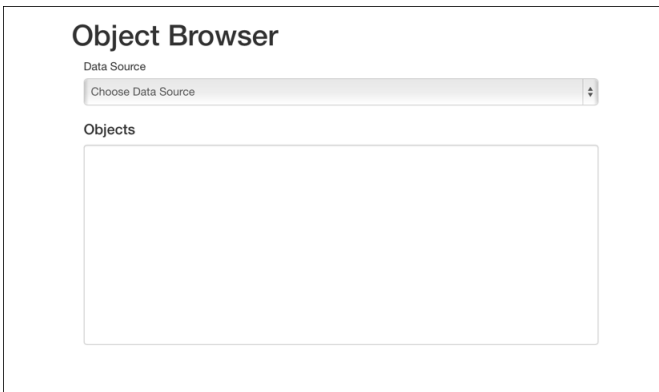 Object Browser
Data Source
Choose Data Source
Objects